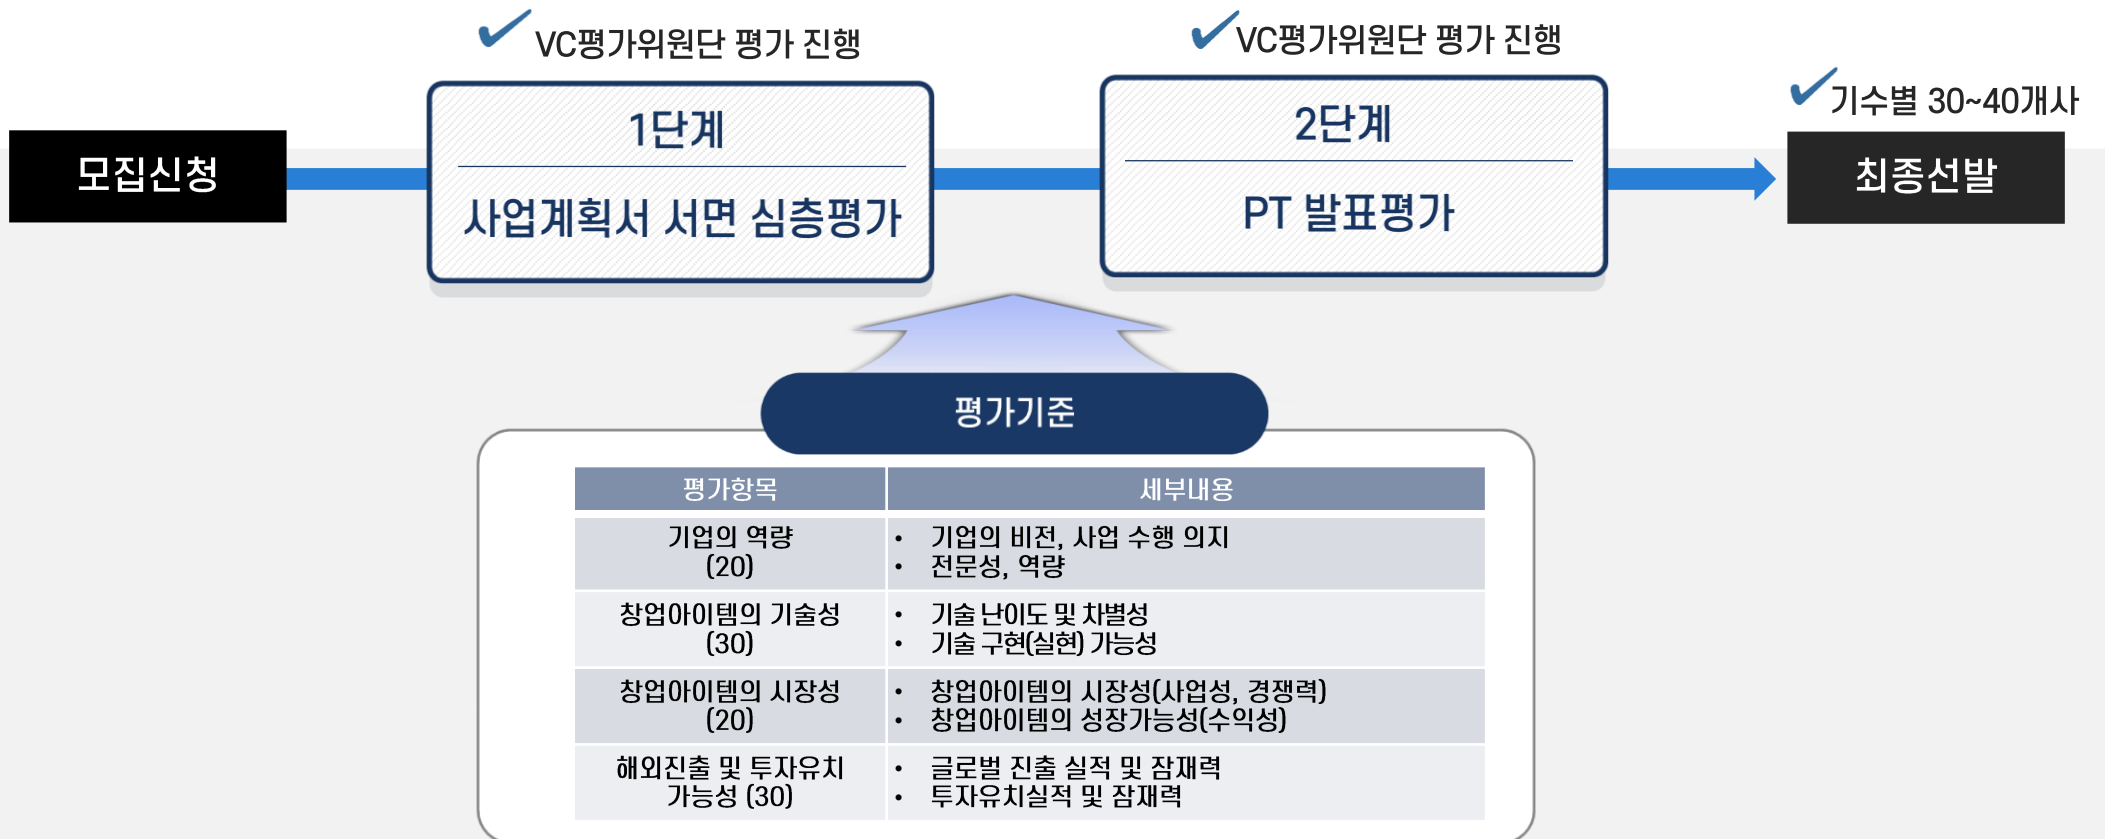 VC평가위원단 평가 진행
VC평가위원단 평가 진행
기수별 30~40개사
모집신청
1단계
사업계획서 서면 심층평가
2단계
PT 발표평가
최종선발
평가기준
평가항목
세부내용
기업의 역량
(20)
• 기업의 비전, 사업 수행 의지
• 전문성, 역량
창업아이템의 기술성
(30)
• 기술 난이도 및 차별성
• 기술 구현(실현) 가능성
창업아이템의 시장성
(20)
• 창업아이템의 시장성(사업성, 경쟁력)
• 창업아이템의 성장가능성(수익성)
해외진출 및 투자유치
가능성 (30)
• 글로벌 진출 실적 및 잠재력
• 투자유치실적 및 잠재력